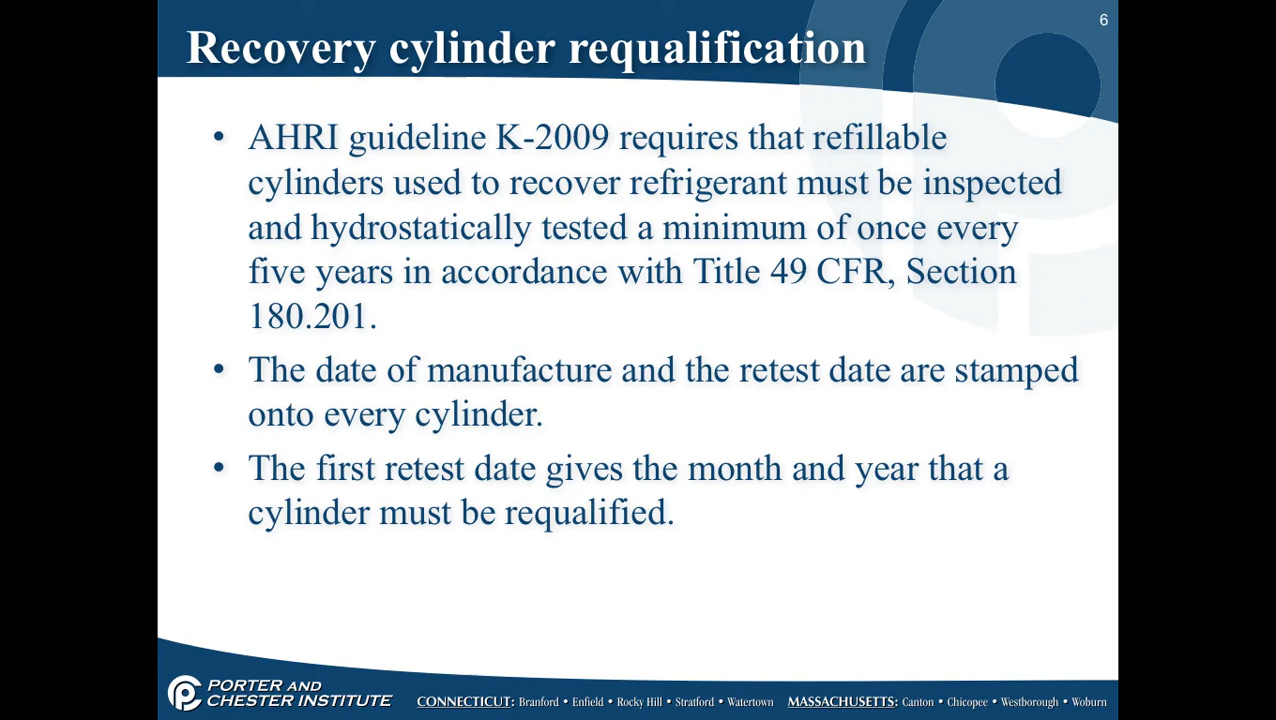 6
Recovery cylinder requalification
• AHRI guideline K-2009 requires that refillable
cylinders used to recover refrigerant must be inspected
and hydrostatically tested a minimum of once every
five years in accordance with Title 49 CFR, Section
180.201.
• The date of manufacture and the retest date are stamped
onto every cylinder.
• The first retest date gives the month and year that a
cylinder must be requalified.
PORTER AND
CHESTER INSTITUTE
CONNECTICUT: Branford • Enfield • Rocky Hill • Stratford • Watertown MASSACHUSETTS: Canton • Chicopee • Westborough • Woburn